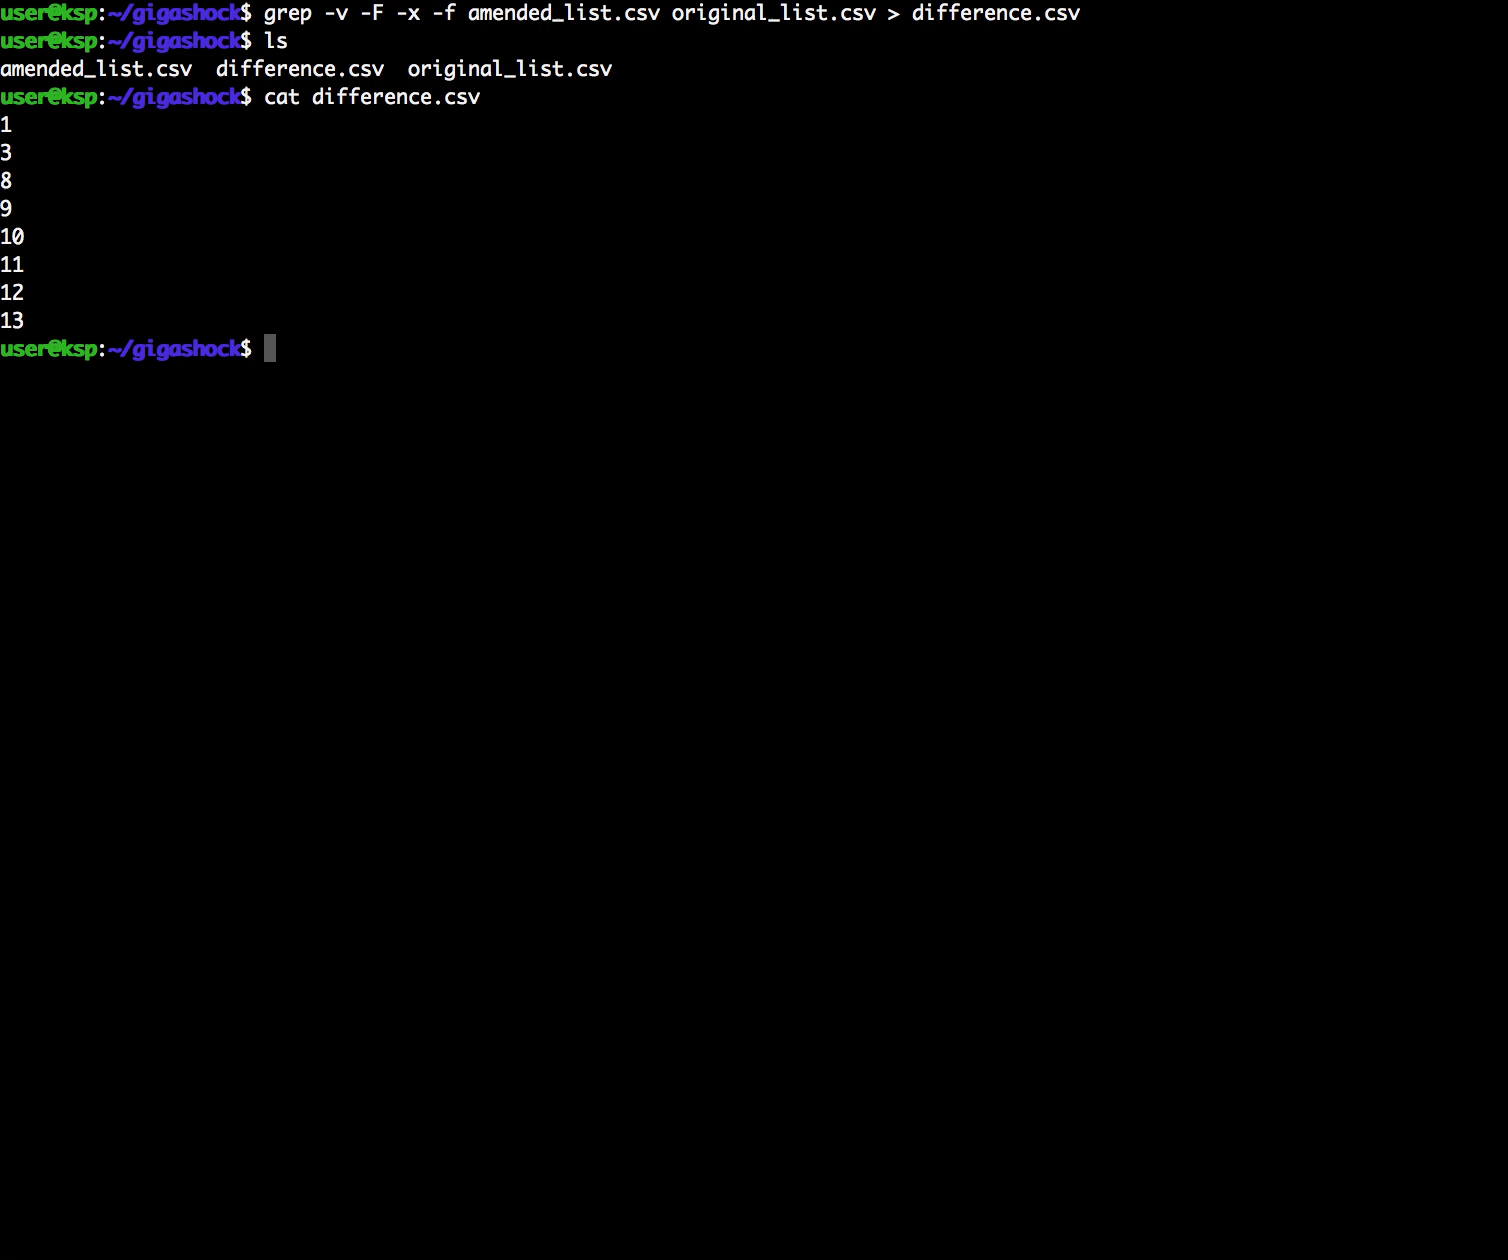 user@ksp:~/gigashock$ grep -v -F -x -f amended_list.csv original_list.csv > difference.csv
user@ksp:~/gigashock$ ls
amended_list.csv  difference.csv  original_list.csv
user@ksp:~/gigashock$ cat difference.csv
1
3
8
9
10
11
12
13
user@ksp:~/gigashock$